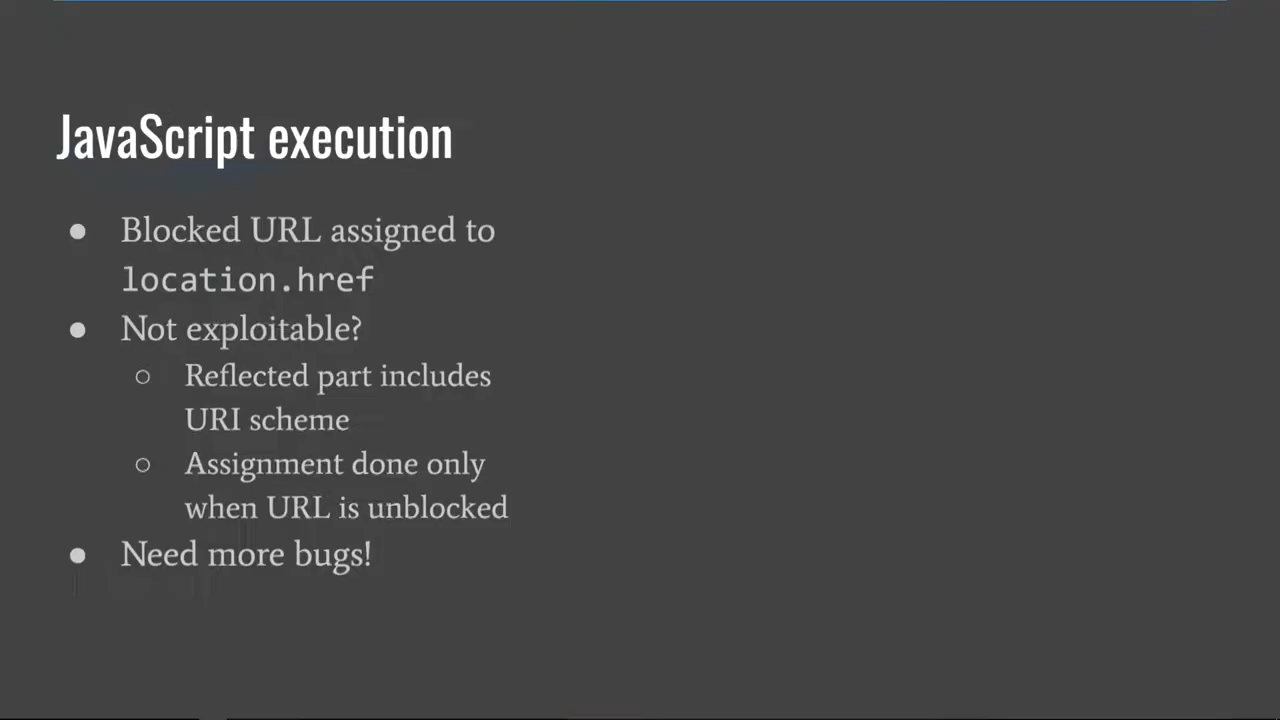 JavaScript execution
● Blocked URL assigned to
location.href
● Not exploitable?
○ Reflected part includes
URI scheme
○ Assignment done only
when URL is unblocked
● Need more bugs!